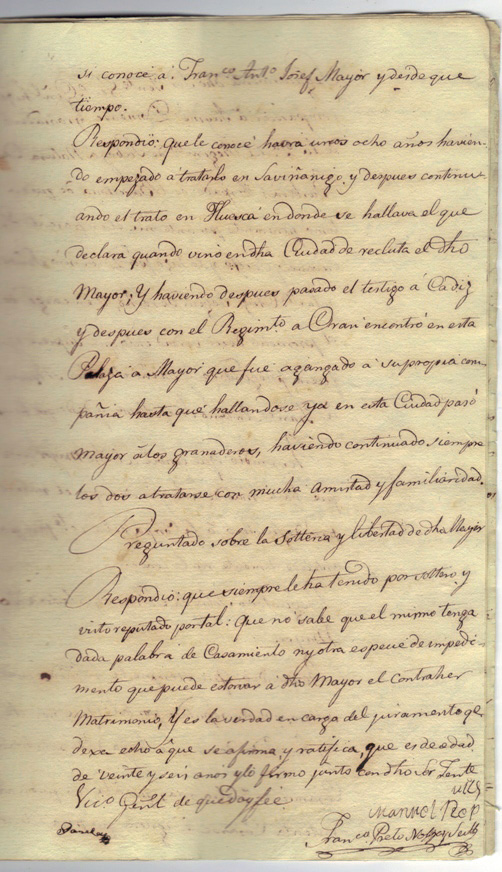 si conoce a Franco Anto Josef Mayor y desde que
tiempo.
Respondio: que le conoce havra unos ocho años havien-
do empezado a tratarlo en Saviñanigo y despues continu-
ando el trato en Huesca en donde se hallava el que
declara quando vino en dha Ciudad de recluta el dho
Mayor; Y haviendo despues pasado el testigo á Cadiz
y despues con el Regimto a Oran encontró en esta
Plaza a Mayor que fue agregado a su propia com-
pañia hasta que hallandose ya en esta Ciudad pasó
Mayor á los granaderos, haviendo continuado siempre
los dos a tratarse con mucha amistad y familiaridad.
Preguntado sobre la Solteria y libertad de dho Mayor
Respondio: que siempre le ha tenido por soltero y
visto reputado por tal: que no sabe que el mismo tenga
dada palabra de Casamiento ny otra especie de impedi-
mento que puede estorvar a dho Mayor el contraher
Matrimonio, Y es la verdad en carga del juramento qe
dexa echo a que se afirma y ratifica, que es de edad
de veinte y seis años y lo firmo junto con dho Sr Tente
Vico Genl de que doy fee
Manuel
Franco Prieto